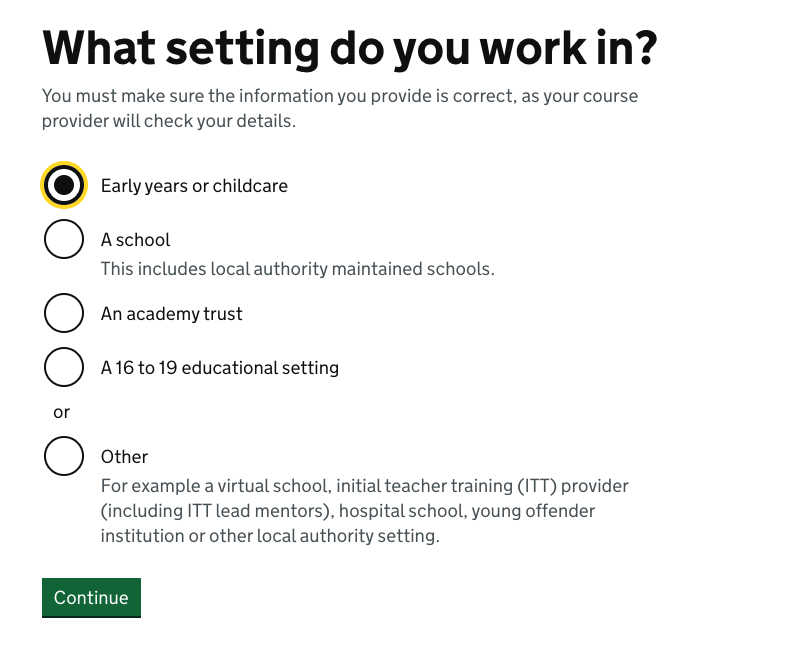 What setting do you work in?
You must make sure the information you provide is correct, as your course
provider will check your details.
Early years or childcare
A school
This includes local authority maintained schools.
An academy trust
A 16 to 19 educational setting
or
Other
For example a virtual school, initial teacher training (ITT) provider
(including ITT lead mentors), hospital school, young offender
institution or other local authority setting.
Continue